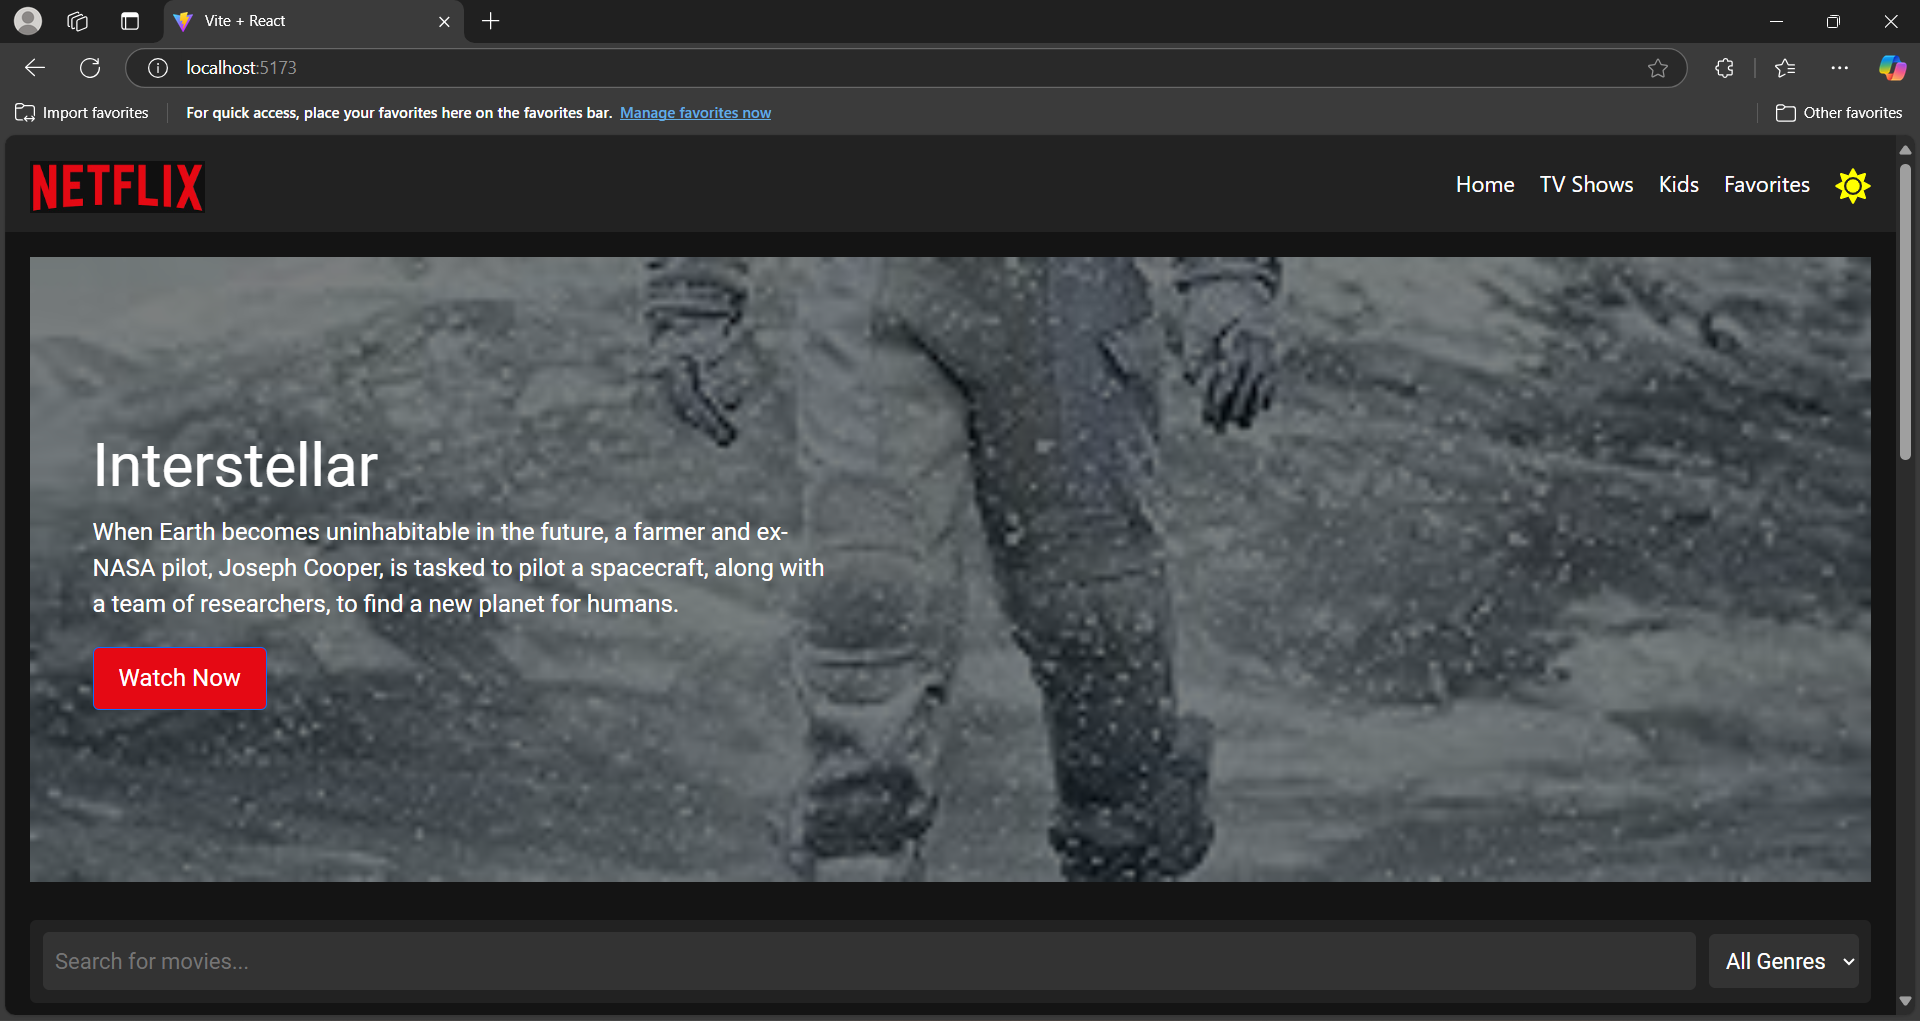 Vite + React
localhost:5173
Import favorites
For quick access, place your favorites here on the favorites bar. Manage favorites now
Other favorites
NETFLIX
Home TV Shows Kids Favorites
Interstellar
When Earth becomes uninhabitable in the future, a farmer and ex-
NASA pilot, Joseph Cooper, is tasked to pilot a spacecraft, along with
a team of researchers, to find a new planet for humans.
Watch Now
Search for movies...
All Genres